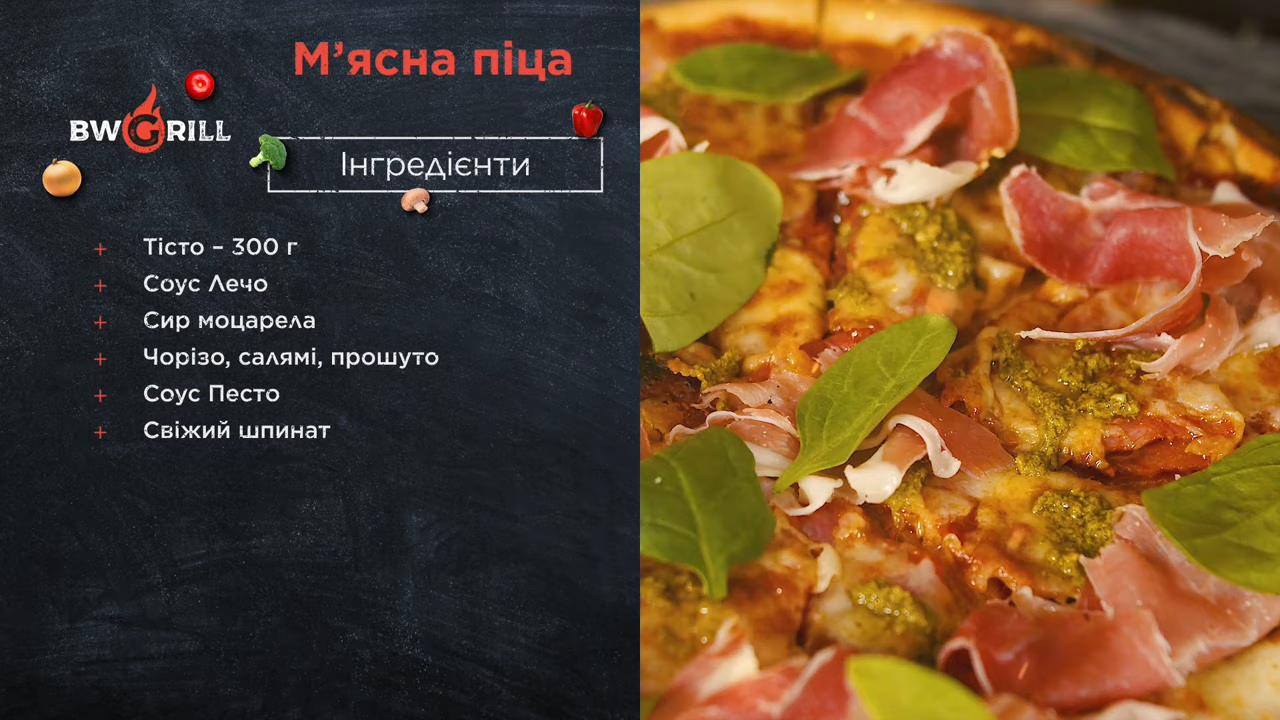 М’ясна піца
BWGRILL
Інгредієнти
+ Тісто – 300 г
+ Соус Лечо
+ Сир моцарела
+ Чорізо, салямі, прошуто
+ Соус Песто
+ Свіжий шпинат